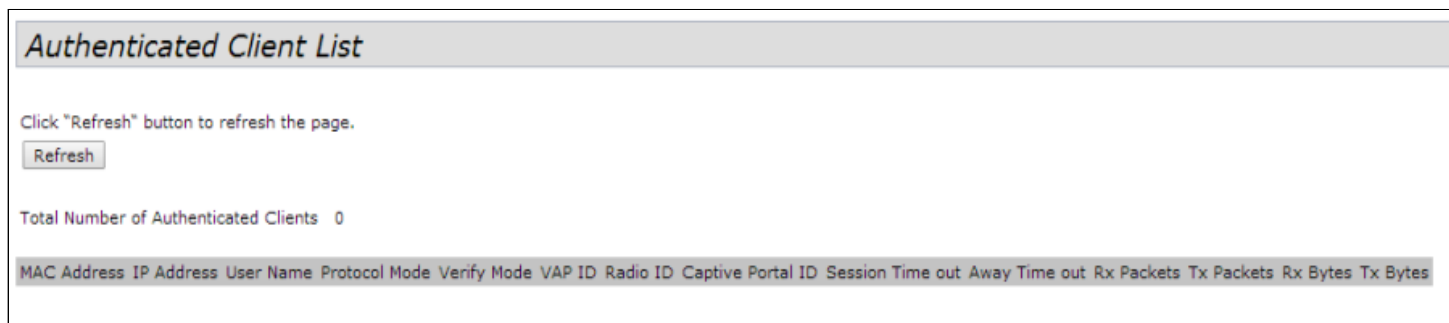 Authenticated Client List
Click "Refresh" button to refresh the page.
Refresh
Total Number of Authenticated Clients 0
MAC Address IP Address User Name Protocol Mode Verify Mode VAP ID Radio ID Captive Portal ID Session Time out Away Time out Rx Packets Tx Packets Rx Bytes Tx Bytes